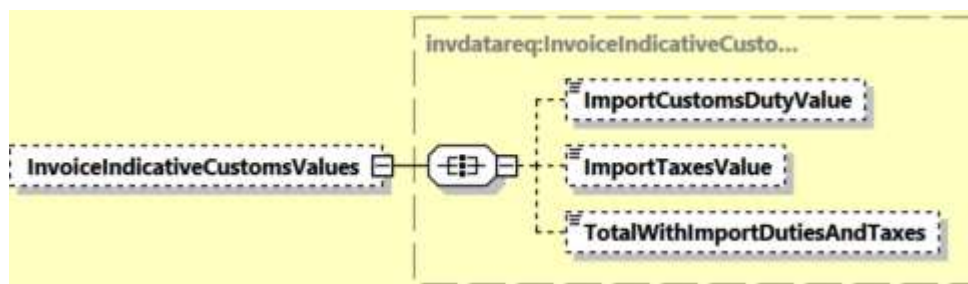 invdatareq:InvoiceIndicativeCusto...
ImportCustomsDutyValue
InvoiceIndicativeCustomsValues
ImportTaxesValue
TotalWithImportDutiesAndTaxes